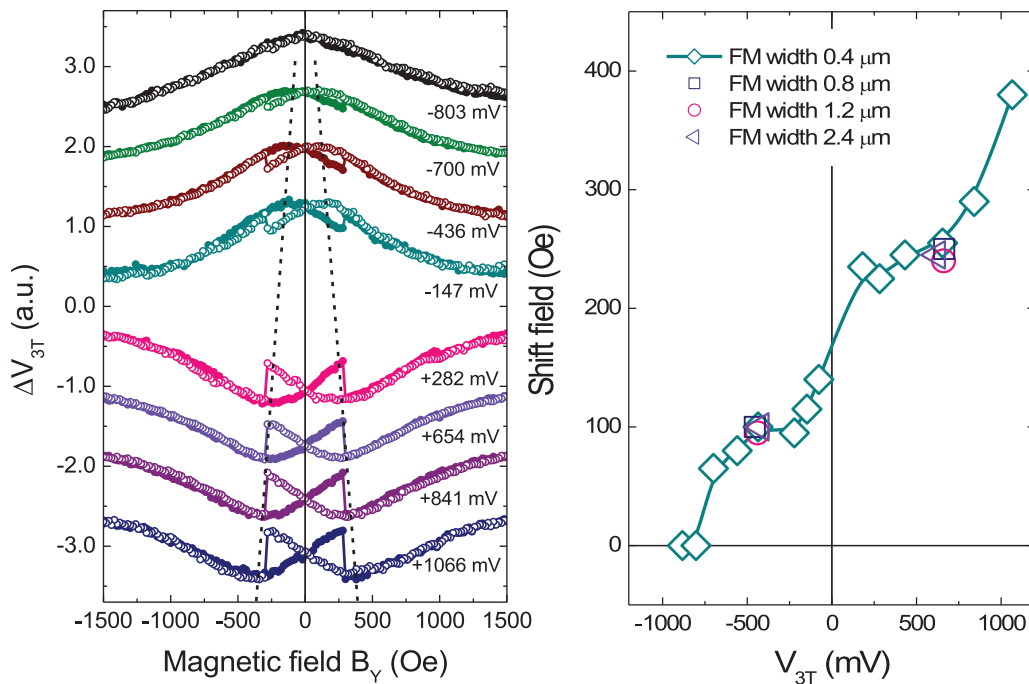 3.0
2.0
1.0
0.0
-1.0
-2.0
-3.0
ΔV3T (a.u.)
-803 mV
-700 mV
-436 mV
-147 mV
+282 mV
+654 mV
+841 mV
+1066 mV
-1500 -1000 -500 0 500 1000 1500
Magnetic field BY (Oe)
FM width 0.4 μm
FM width 0.8 μm
FM width 1.2 μm
FM width 2.4 μm
400
300
200
100
0
Shift field (Oe)
-1000 -500 0 500 1000
V3T (mV)